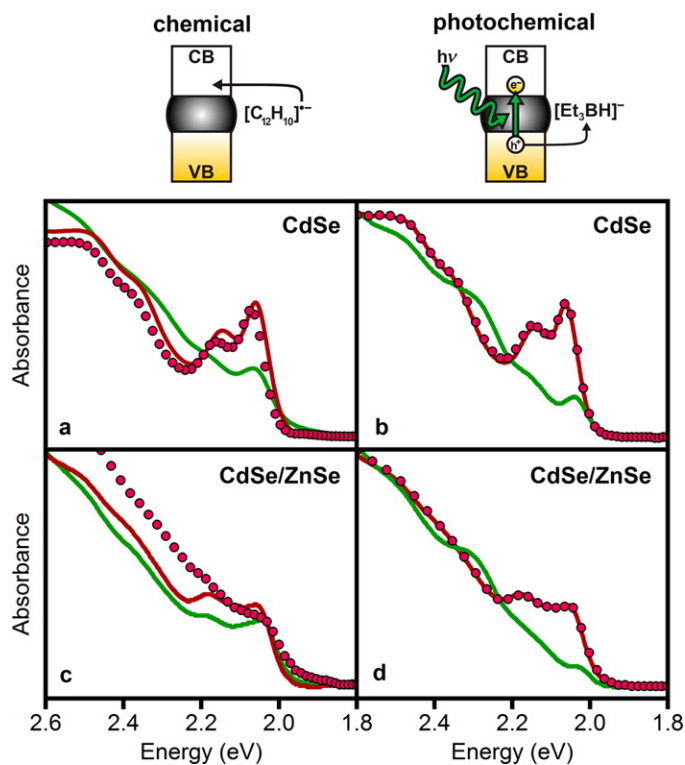 chemical
photochemical
CB
[C₁₂H₁₀]•−
VB
hν
CB
e⁻
[Et₃BH]⁻
h⁺
VB
CdSe
CdSe
Absorbance
Absorbance
a
b
CdSe/ZnSe
CdSe/ZnSe
Absorbance
Absorbance
c
d
2.6 2.4 2.2 2.0 1.8
2.4 2.2 2.0 1.8
Energy (eV)
Energy (eV)